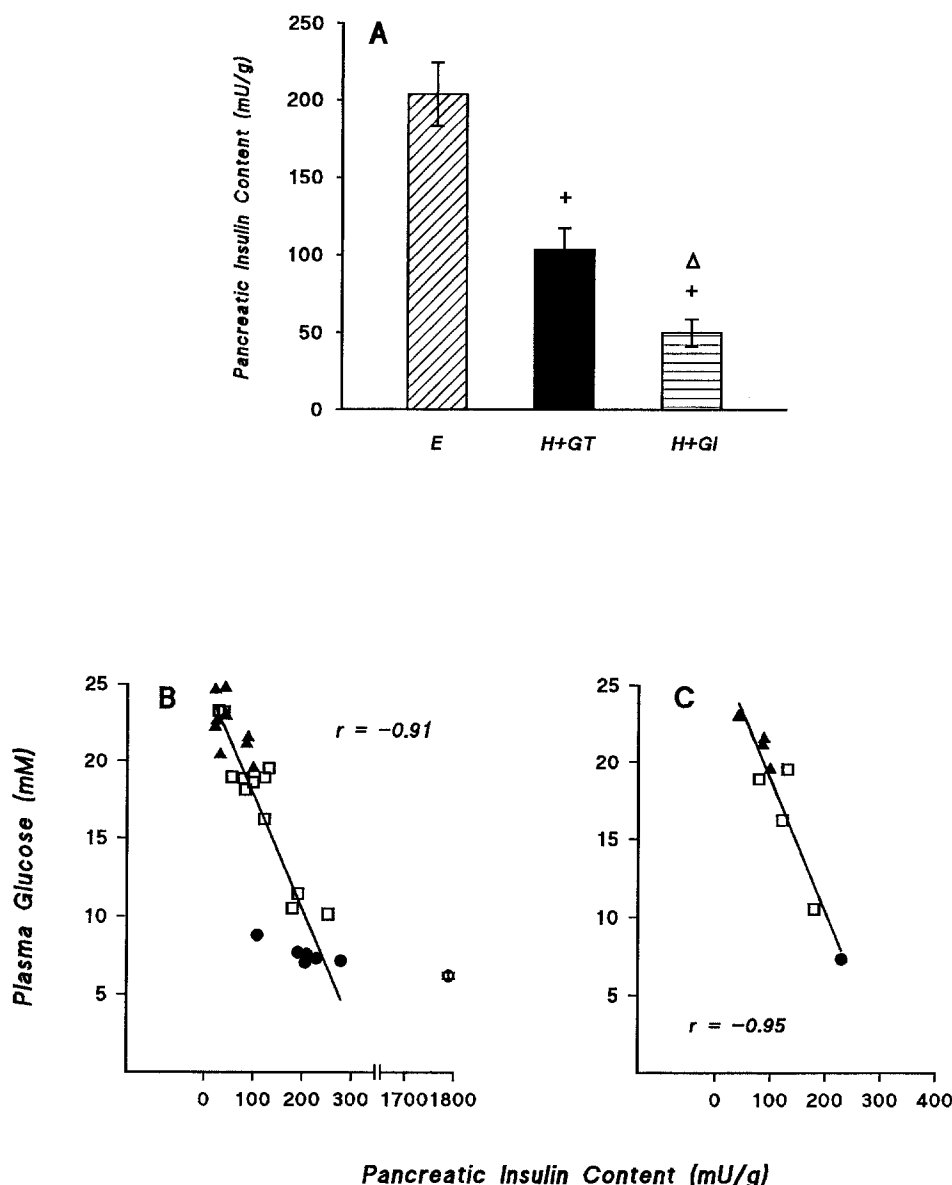 A
Pancreatic Insulin Content (mU/g)
250
200
150
100
50
0
+
Δ
+
E H+GT H+GI
B
Plasma Glucose (mM)
25
20
15
10
5
r = -0.91
0 100 200 300 1700 1800
C
25
20
15
10
5
r = -0.95
0 100 200 300 400
Pancreatic Insulin Content (mU/g)